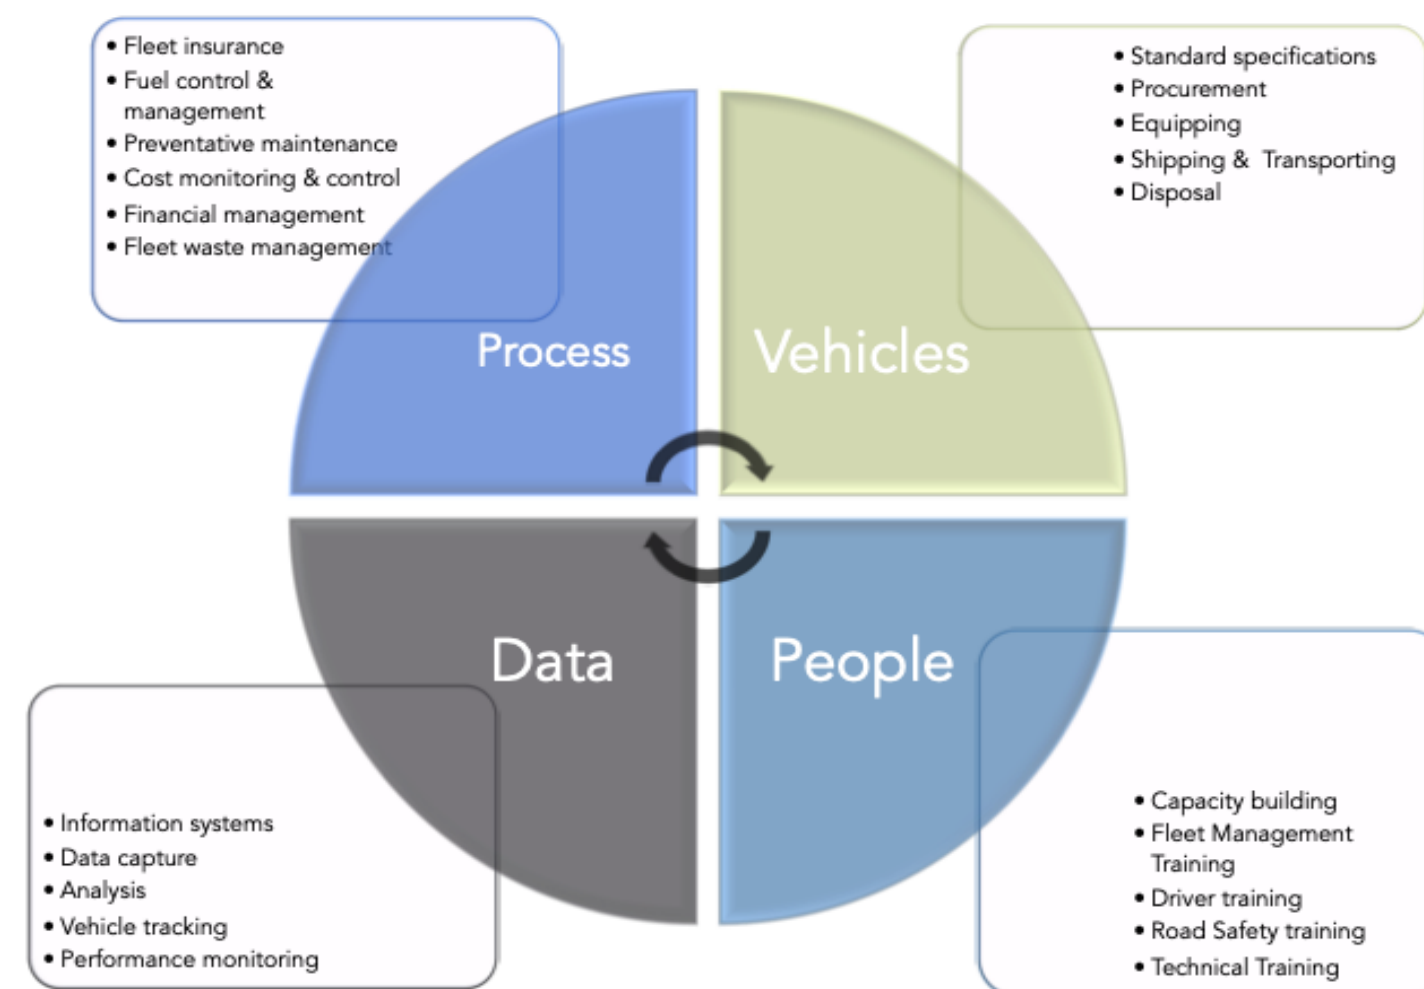 • Fleet insurance
• Fuel control &
management
• Preventative maintenance
• Cost monitoring & control
• Financial management
• Fleet waste management
Process
• Standard specifications
• Procurement
• Equipping
• Shipping & Transporting
• Disposal
Vehicles
Data
• Information systems
• Data capture
• Analysis
• Vehicle tracking
• Performance monitoring
People
• Capacity building
• Fleet Management
Training
• Driver training
• Road Safety training
• Technical Training